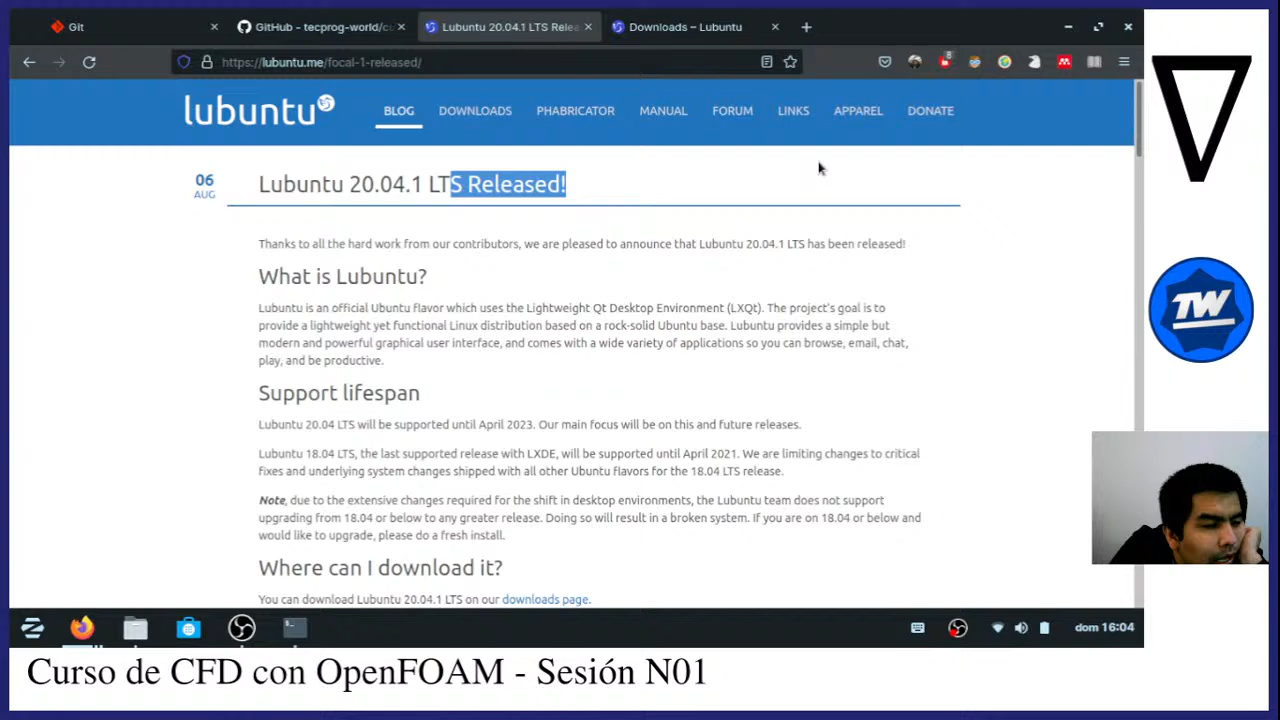 Git
GitHub - tecprog-world/c
Lubuntu 20.04.1 LTS Relea
Downloads – Lubuntu
https://lubuntu.me/focal-1-released/
8
lubuntu
BLOG
DOWNLOADS
PHABRICATOR
MANUAL
FORUM
LINKS
APPAREL
DONATE
06
AUG
Lubuntu 20.04.1 LTS Released!
Thanks to all the hard work from our contributors, we are pleased to announce that Lubuntu 20.04.1 LTS has been released!
What is Lubuntu?
Lubuntu is an official Ubuntu flavor which uses the Lightweight Qt Desktop Environment (LXQt). The project's goal is to
provide a lightweight yet functional Linux distribution based on a rock-solid Ubuntu base. Lubuntu provides a simple but
modern and powerful graphical user interface, and comes with a wide variety of applications so you can browse, email, chat,
play, and be productive.
Support lifespan
Lubuntu 20.04 LTS will be supported until April 2023. Our main focus will be on this and future releases.
Lubuntu 18.04 LTS, the last supported release with LXDE, will be supported until April 2021. We are limiting changes to critical
fixes and underlying system changes shipped with all other Ubuntu flavors for the 18.04 LTS release.
Note, due to the extensive changes required for the shift in desktop environments, the Lubuntu team does not support
upgrading from 18.04 or below to any greater release. Doing so will result in a broken system. If you are on 18.04 or below and
would like to upgrade, please do a fresh install.
Where can I download it?
You can download Lubuntu 20.04.1 LTS on our downloads page.
dom 16:04
TW
Curso de CFD con OpenFOAM - Sesión N01